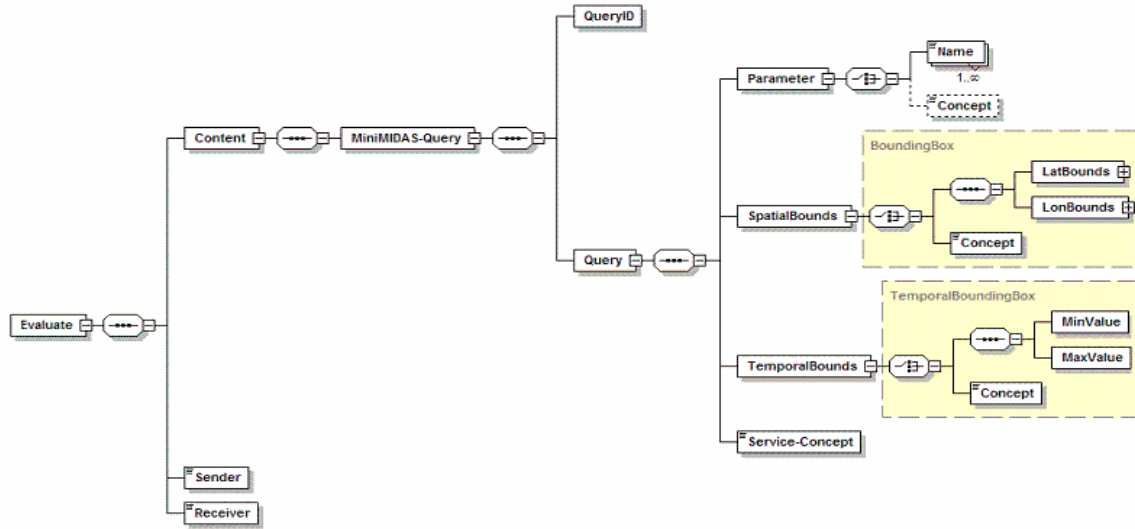 QueryID
Name
Parameter
1..∞
Concept
Content
MiniMIDAS-Query
BoundingBox
LatBounds
LonBounds
SpatialBounds
Concept
Query
TemporalBoundingBox
Evaluate
MinValue
MaxValue
TemporalBounds
Concept
Service-Concept
Sender
Receiver